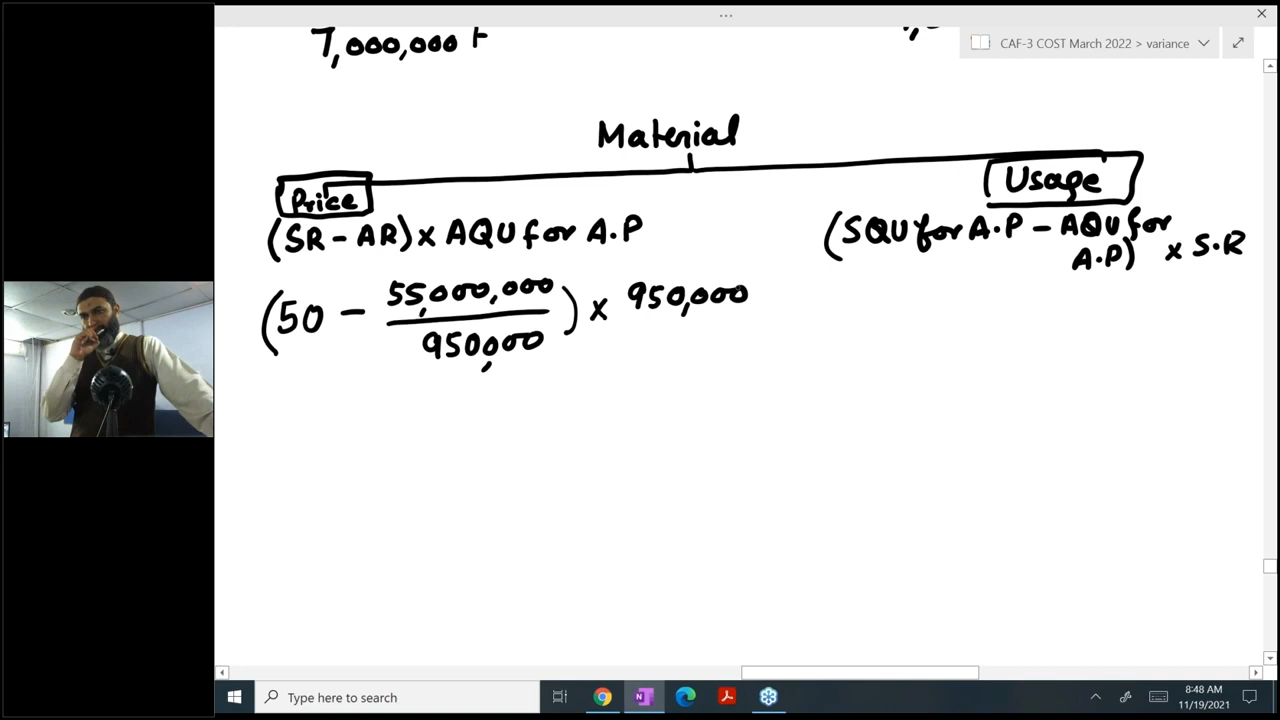 7,000,000 F
CAF-3 COST March 2022 > variance
Material
Price
Usage
(SR - AR) x AQU for A.P
(SQU for A.P - AQU for A.P) x S.R
(50 - 55,000,000 / 950,000) x 950,000
Type here to search
8:48 AM
11/19/2021